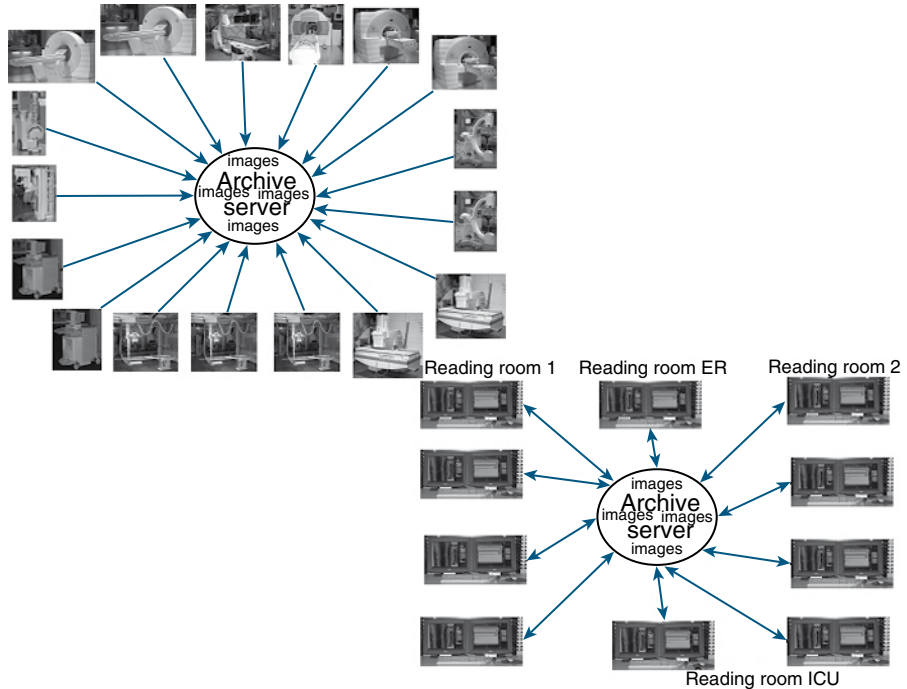 images
Archive
images images
server
images
Reading room 1
Reading room ER
Reading room 2
images
Archive
images images
server
images
Reading room ICU